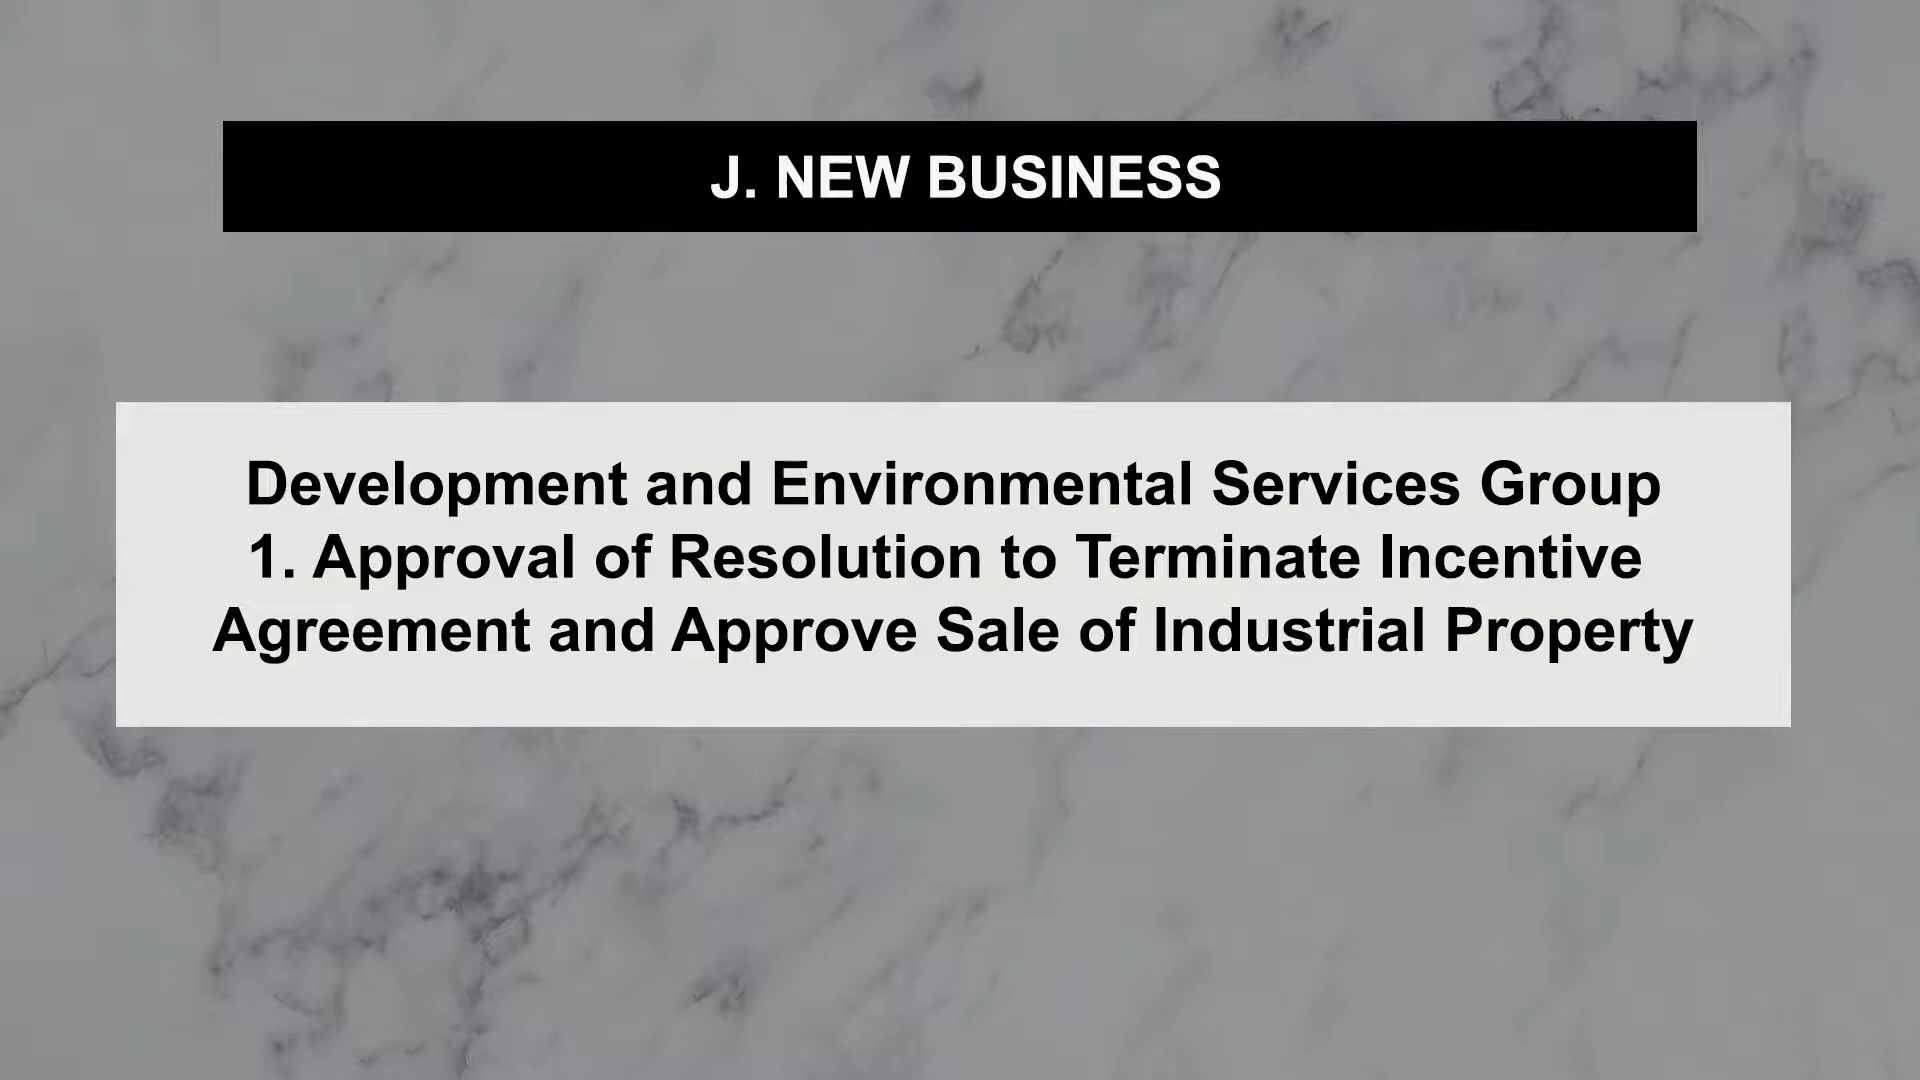 J. NEW BUSINESS
Development and Environmental Services Group
1. Approval of Resolution to Terminate Incentive
Agreement and Approve Sale of Industrial Property